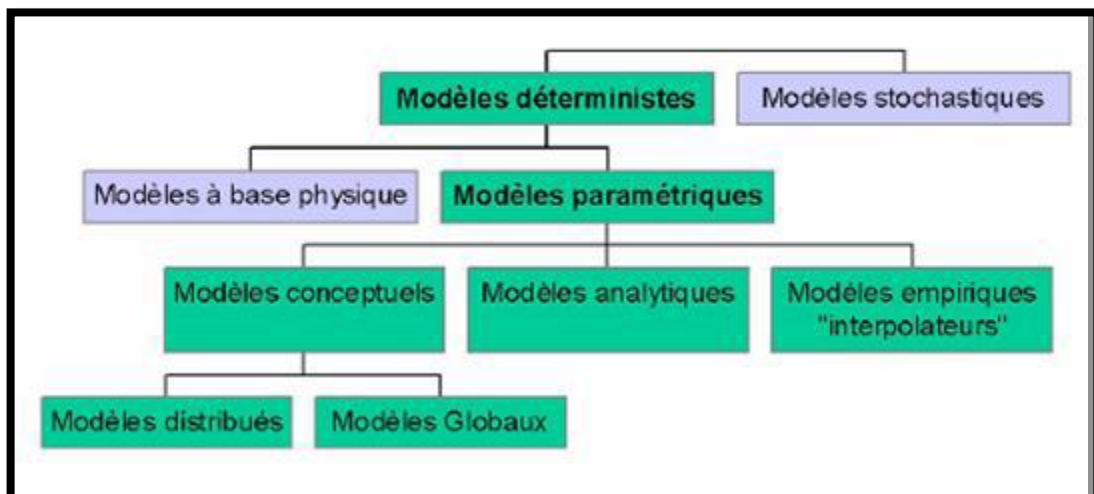 Modèles déterministes
Modèles stochastiques
Modèles à base physique
Modèles paramétriques
Modèles conceptuels
Modèles analytiques
Modèles empiriques
"interpolateurs"
Modèles distribués
Modèles Globaux